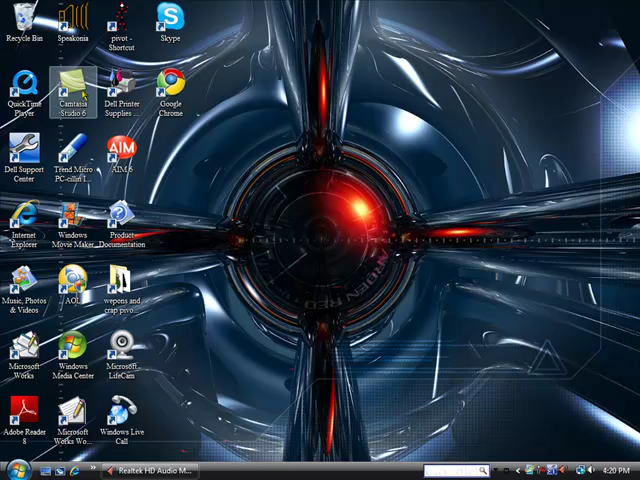 Recycle Bin
Speakonia
pivot -
Shortcut
Skype
QuickTime
Player
Camtasia
Studio 6
Dell Printer
Supplies ...
Google
Chrome
Dell Support
Center
Trend Micro
PC-cillin I...
AIM
AIM 6
Internet
Explorer
Windows
Movie Maker
Product
Documentation
Music, Photos
& Videos
AOL
wepons and
crap pivo...
Microsoft
Works
Windows
Media Center
Microsoft
LifeCam
Adobe Reader
8
Microsoft
Works Wo...
Windows Live
Call
Realtek HD Audio M...
4:20 PM